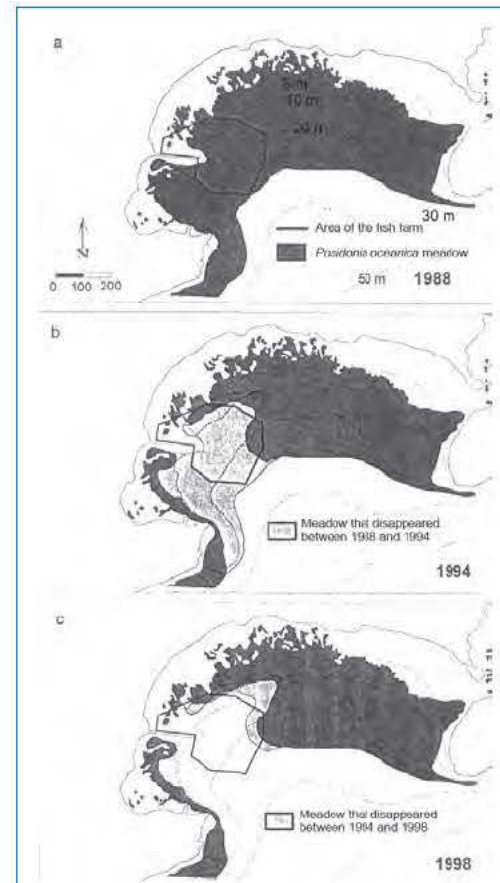 a
5 m
10 m
20 m
30 m
Area of the fish farm
Posidonia oceanica meadow
N
0 100 200
50 m 1988
b
Meadow that disappeared
between 1988 and 1994
1994
c
Meadow that disappeared
between 1994 and 1998
1998